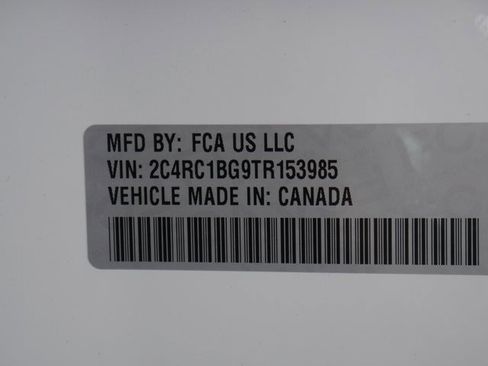 MFD BY: FCA US LLC
VIN: 2C4RC1BG9TR153985
VEHICLE MADE IN: CANADA